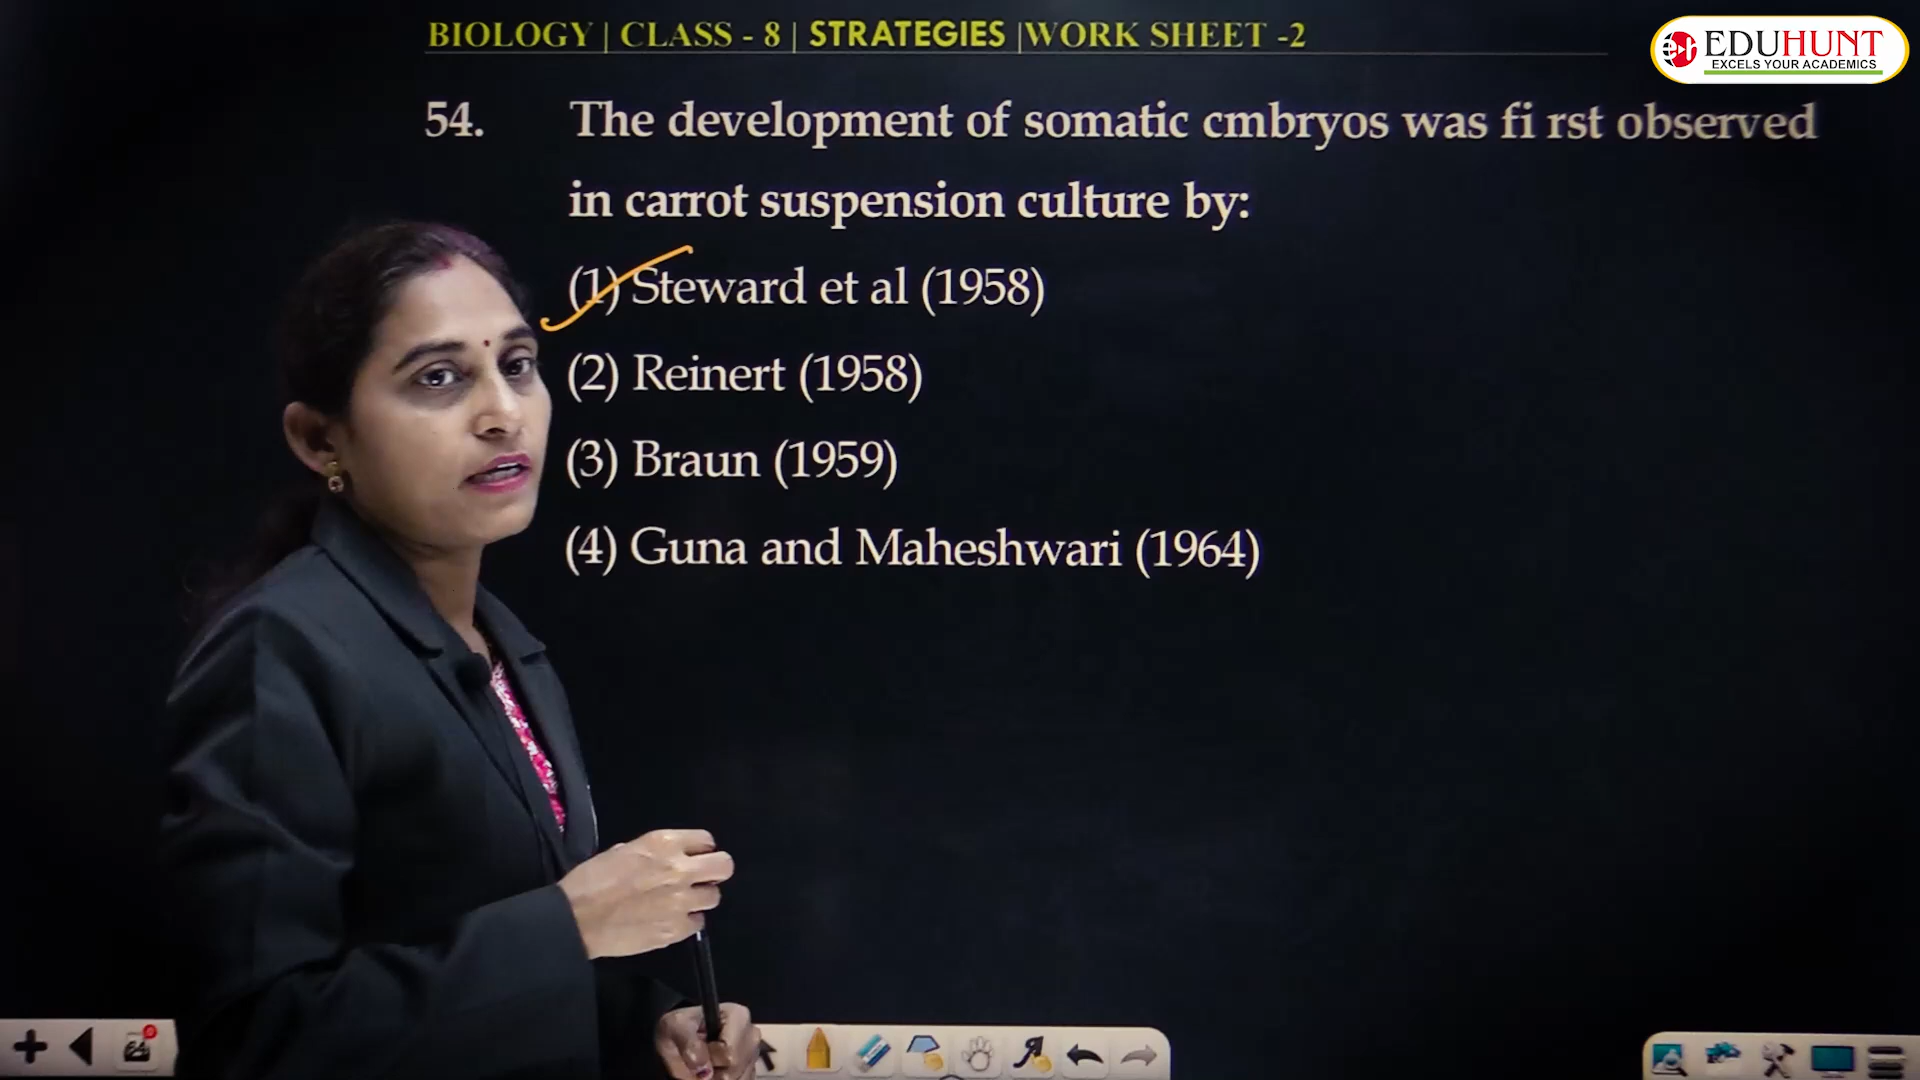 BIOLOGY | CLASS - 8 | STRATEGIES |WORK SHEET -2
EDUHUNT
EXCELS YOUR ACADEMICS
54. The development of somatic cmbryos was fi rst observed
in carrot suspension culture by:
(1) Steward et al (1958)
(2) Reinert (1958)
(3) Braun (1959)
(4) Guna and Maheshwari (1964)
64